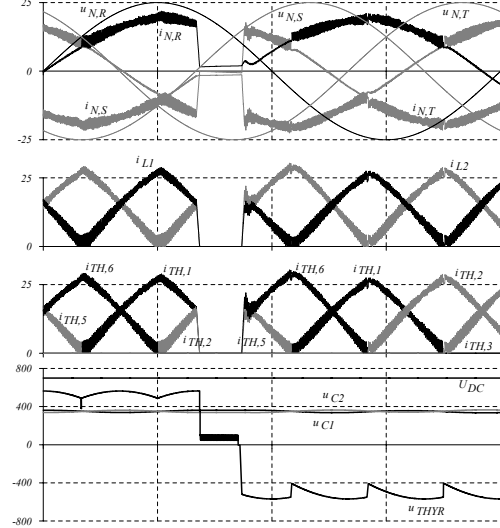 25
u N,R
u N,S
u N,T
i N,R
0
i N,S
i N,T
-25
i L1
i L2
25
0
i TH,6
i TH,1
i TH,6
i TH,1
i TH,2
25
i TH,5
i TH,2
i TH,5
i TH,3
0
800
U DC
u C2
400
u C1
0
-400
u THYR
-800